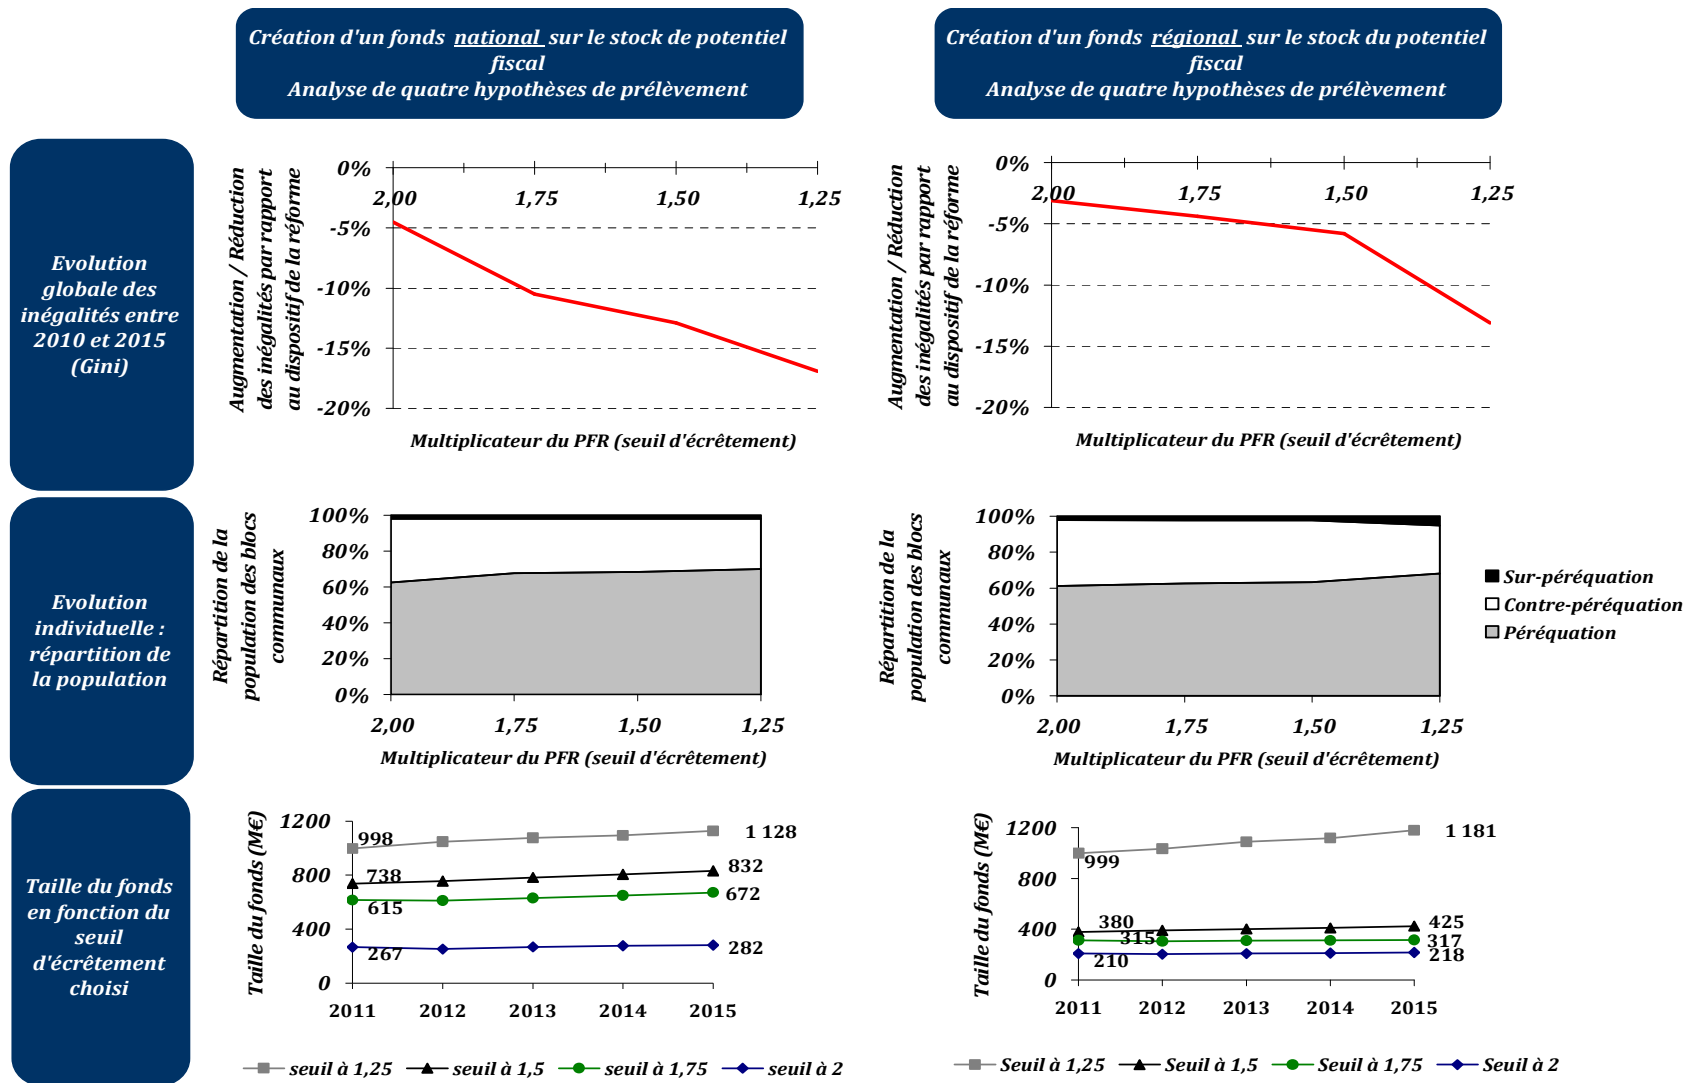 Création d'un fonds national sur le stock de potentiel
fiscal
Analyse de quatre hypothèses de prélèvement
Création d'un fonds régional sur le stock du potentiel
fiscal
Analyse de quatre hypothèses de prélèvement
Evolution
globale des
inégalités entre
2010 et 2015
(Gini)
Augmentation / Réduction
des inégalités par rapport
au dispositif de la réforme
0%
-5%
-10%
-15%
-20%
2,00
1,75
1,50
1,25
Multiplicateur du PFR (seuil d'écrêtement)
Augmentation / Réduction
des inégalités par rapport
au dispositif de la réforme
0%
-5%
-10%
-15%
-20%
2,00
1,75
1,50
1,25
Multiplicateur du PFR (seuil d'écrêtement)
Evolution
individuelle :
répartition de
la population
Répartition de la
population des blocs
communaux
100%
80%
60%
40%
20%
0%
2,00
1,75
1,50
1,25
Multiplicateur du PFR (seuil d'écrêtement)
Répartition de la
population des blocs
communaux
100%
80%
60%
40%
20%
0%
2,00
1,75
1,50
1,25
Multiplicateur du PFR (seuil d'écrêtement)
Sur-péréquation
Contre-péréquation
Péréquation
Taille du fonds
en fonction du
seuil
d'écrêtement
choisi
Taille du fonds (M€)
1200
800
400
0
998
738
615
267
1 128
832
672
282
2011
2012
2013
2014
2015
seuil à 1,25
seuil à 1,5
seuil à 1,75
seuil à 2
Taille du fonds (M€)
1200
800
400
0
999
380
315
210
1 181
425
317
218
2011
2012
2013
2014
2015
Seuil à 1,25
Seuil à 1,5
Seuil à 1,75
Seuil à 2